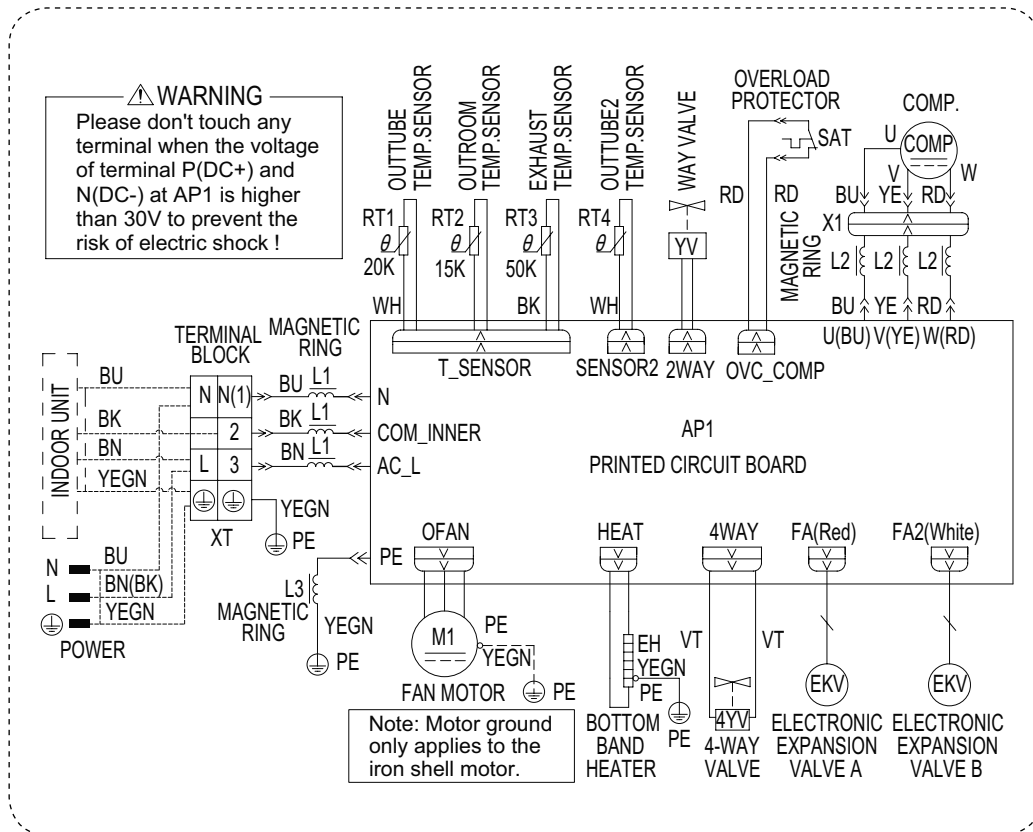 WARNING
Please don't touch any
terminal when the voltage
of terminal P(DC+) and
N(DC-) at AP1 is higher
than 30V to prevent the
risk of electric shock !
OUTTUBE
TEMP.SENSOR
OUTROOM
TEMP.SENSOR
EXHAUST
TEMP.SENSOR
OUTTUBE2
TEMP.SENSOR
WAY VALVE
OVERLOAD
PROTECTOR
COMP.
SAT
U
COMP
V
W
RD
RD
BU
YE
RD
X1
MAGNETIC
RING
L2
L2
L2
BU
YE
RD
RT1
θ
20K
RT2
θ
15K
RT3
θ
50K
RT4
θ
YV
WH
BK
WH
T_SENSOR
SENSOR2
2WAY
OVC_COMP
U(BU)
V(YE)
W(RD)
TERMINAL
BLOCK
MAGNETIC
RING
INDOOR UNIT
BU
BK
BN
YEGN
N
N(1)
2
L
3
XT
BU
L1
N
BK
L1
COM_INNER
BN
L1
AC_L
YEGN
PE
AP1
PRINTED CIRCUIT BOARD
N
BU
L
BN(BK)
YEGN
POWER
PE
L3
MAGNETIC
RING
YEGN
PE
OFAN
M1
PE
YEGN
PE
FAN MOTOR
Note: Motor ground
only applies to the
iron shell motor.
HEAT
EH
YEGN
PE
PE
BOTTOM
BAND
HEATER
4WAY
VT
VT
4YV
4-WAY
VALVE
FA(Red)
EKV
ELECTRONIC
EXPANSION
VALVE A
FA2(White)
EKV
ELECTRONIC
EXPANSION
VALVE B